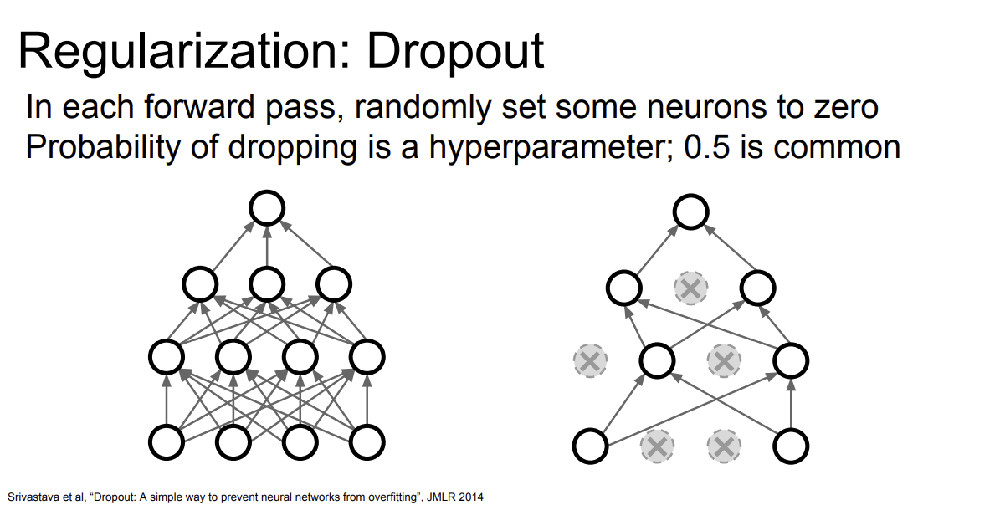 Regularization: Dropout
In each forward pass, randomly set some neurons to zero
Probability of dropping is a hyperparameter; 0.5 is common
Srivastava et al, “Dropout: A simple way to prevent neural networks from overfitting”, JMLR 2014